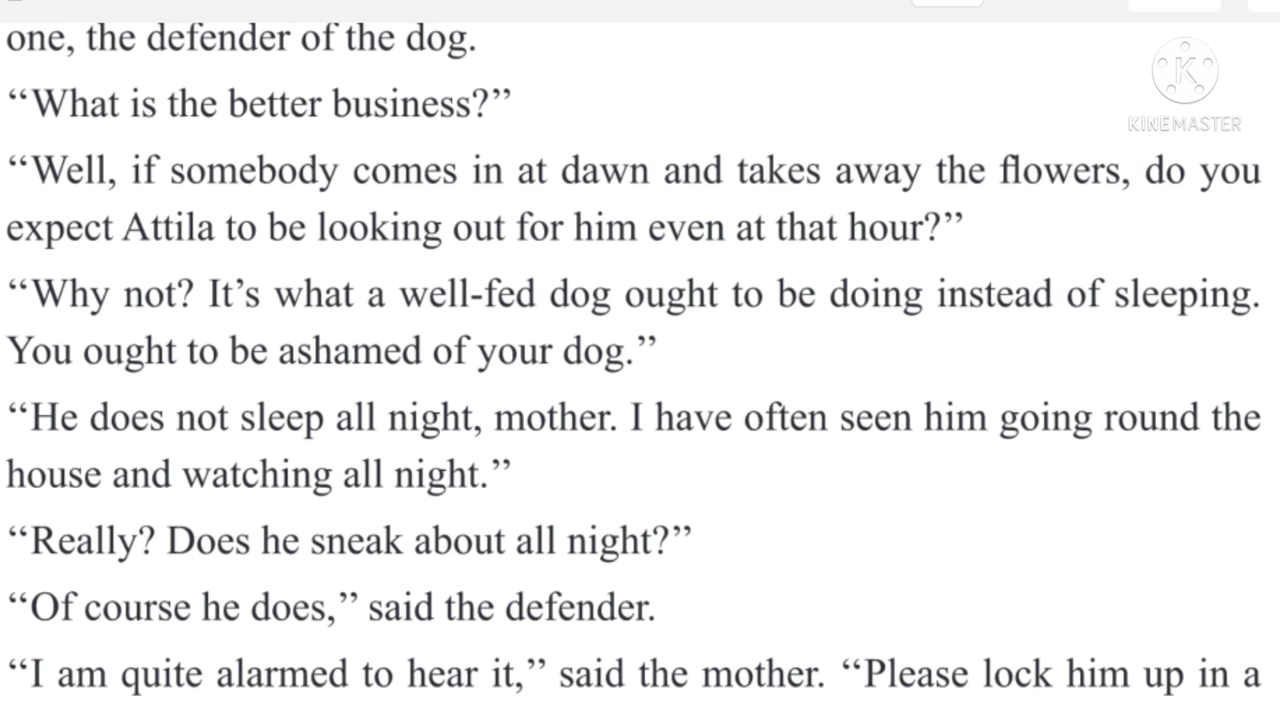 one, the defender of the dog.
“What is the better business?”
“Well, if somebody comes in at dawn and takes away the flowers, do you
expect Attila to be looking out for him even at that hour?”
“Why not? It’s what a well-fed dog ought to be doing instead of sleeping.
You ought to be ashamed of your dog.”
“He does not sleep all night, mother. I have often seen him going round the
house and watching all night.”
“Really? Does he sneak about all night?”
“Of course he does,” said the defender.
“I am quite alarmed to hear it,” said the mother. “Please lock him up in a
K
KINEMASTER